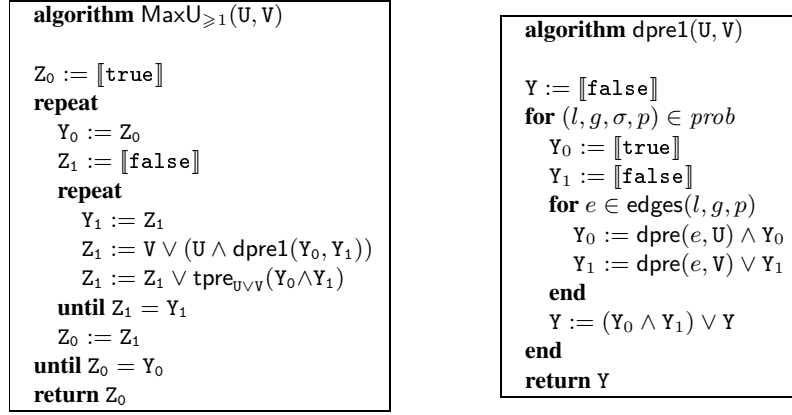 algorithm MaxU⩾1(U, V)
Z₀ := ⟦true⟧
repeat
Y₀ := Z₀
Z₁ := ⟦false⟧
repeat
Y₁ := Z₁
Z₁ := V ∨ (U ∧ dpre1(Y₀, Y₁))
Z₁ := Z₁ ∨ tpre_U∨V(Y₀∧Y₁)
until Z₁ = Y₁
Z₀ := Z₁
until Z₀ = Y₀
return Z₀
algorithm dpre1(U, V)
Y := ⟦false⟧
for (l, g, σ, p) ∈ prob
Y₀ := ⟦true⟧
Y₁ := ⟦false⟧
for e ∈ edges(l, g, p)
Y₀ := dpre(e, U) ∧ Y₀
Y₁ := dpre(e, V) ∨ Y₁
end
Y := (Y₀ ∧ Y₁) ∨ Y
end
return Y